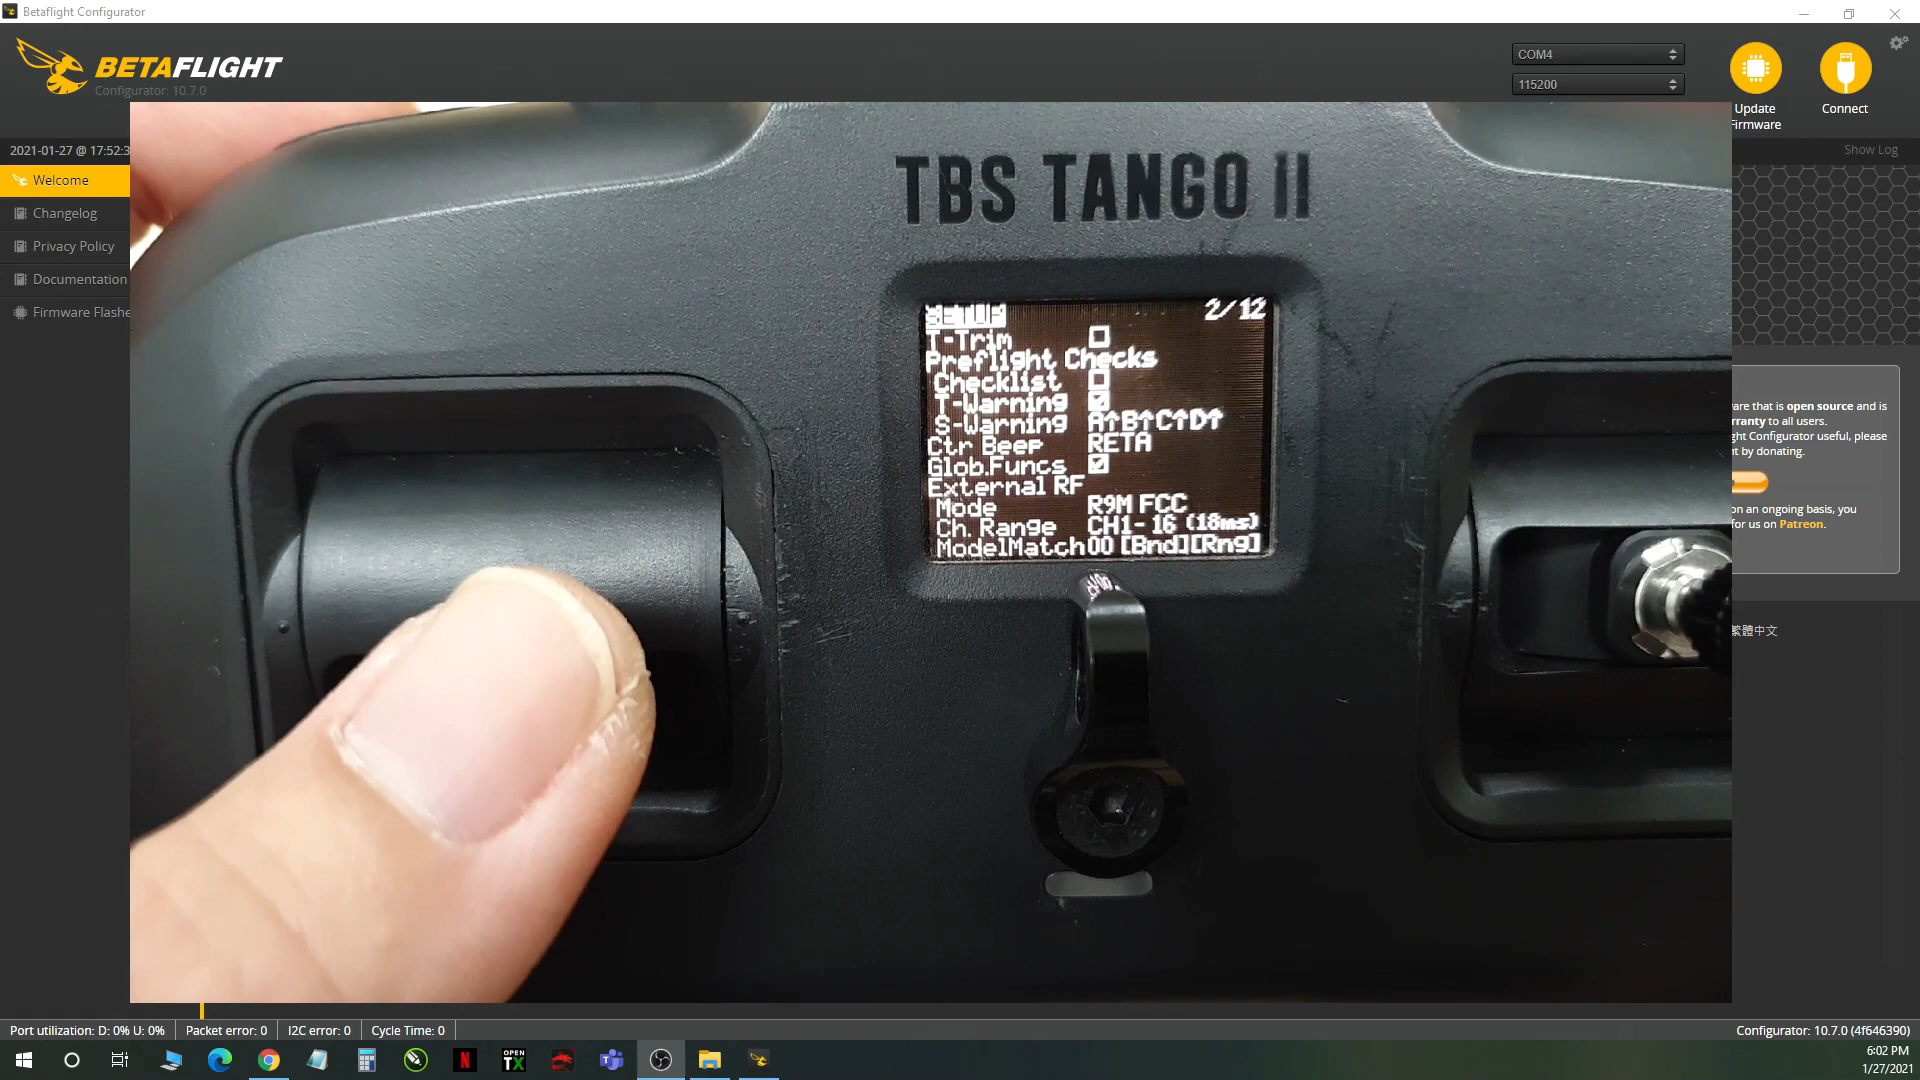 Betaflight Configurator
BETAFLIGHT
Configurator: 10.7.0
COM4
115200
Update
Firmware
Connect
2021-01-27 @ 17:52:3
Show Log
Welcome
Changelog
Privacy Policy
Documentation
Firmware Flashe
TBS TANGO II
SETUP 2/12
T-Trim
Preflight Checks
Checklist
T-Warning
S-Warning A↑B↑C↑D↑
Ctr Beep RETA
Glob.Funcs
External RF
Mode R9M FCC
Ch. Range CH1-16 (18ms)
ModelMatch00 [Bnd][Rng]
are that is open source and is
rranty to all users.
ght Configurator useful, please
t by donating.
on an ongoing basis, you
for us on Patreon.
繁體中文
Port utilization: D: 0% U: 0% Packet error: 0 I2C error: 0 Cycle Time: 0
Configurator: 10.7.0 (4f646390)
N
OPEN
TX
T
6:02 PM
1/27/2021